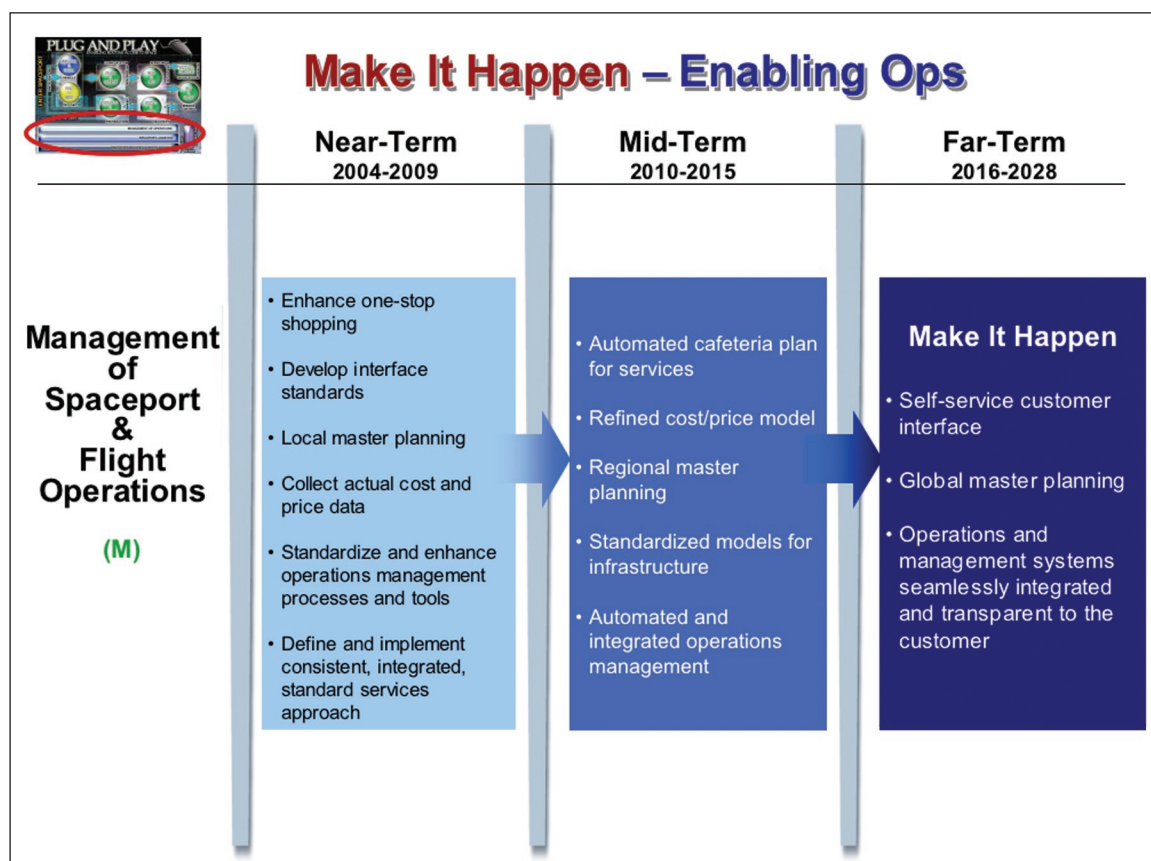 PLUG AND PLAY
Make It Happen – Enabling Ops
Near-Term
2004-2009
Mid-Term
2010-2015
Far-Term
2016-2028
Management
of
Spaceport
&
Flight
Operations
(M)
• Enhance one-stop
shopping
• Develop interface
standards
• Local master planning
• Collect actual cost and
price data
• Standardize and enhance
operations management
processes and tools
• Define and implement
consistent, integrated,
standard services
approach
• Automated cafeteria plan
for services
• Refined cost/price model
• Regional master
planning
• Standardized models for
infrastructure
• Automated and
integrated operations
management
Make It Happen
• Self-service customer
interface
• Global master planning
• Operations and
management systems
seamlessly integrated
and transparent to the
customer